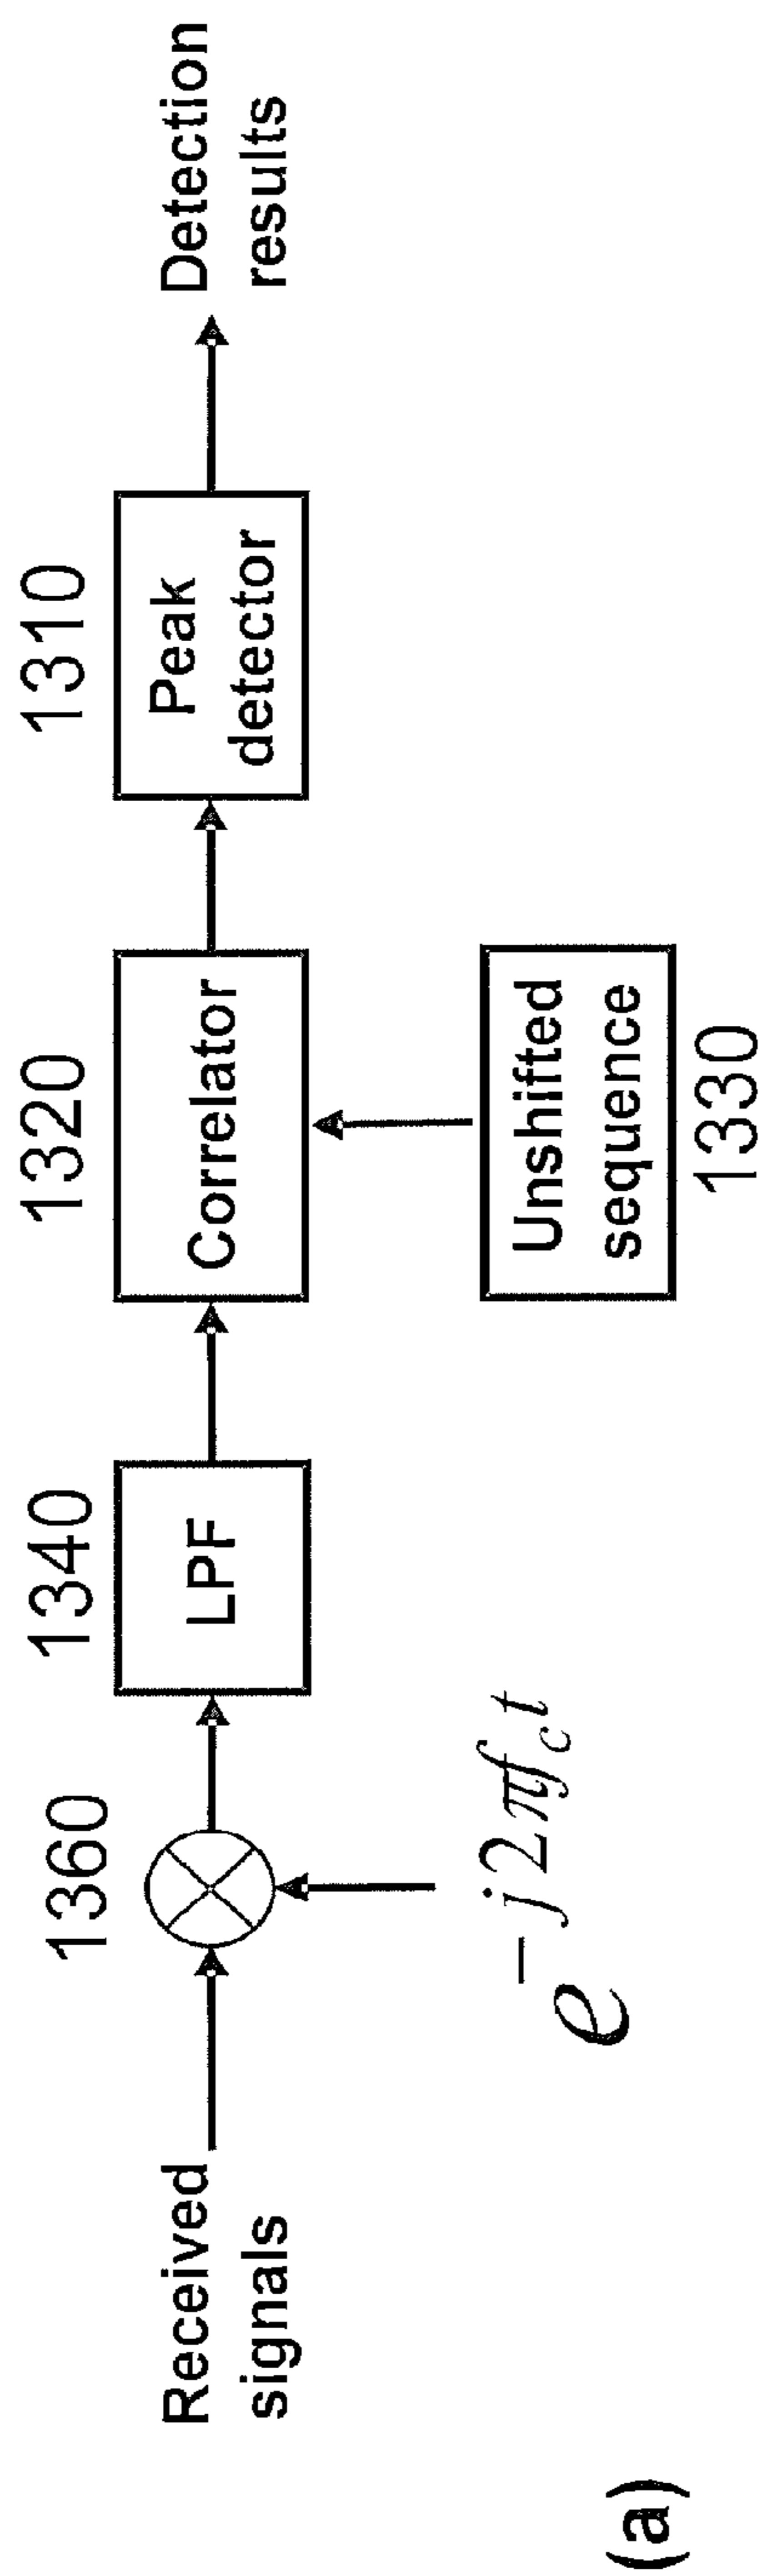 1360
1340
1320
1310
Received
signals
LPF
Correlator
Peak
detector
Detection
results
e^{-j2πf_c t}
Unshifted
sequence
1330
(a)